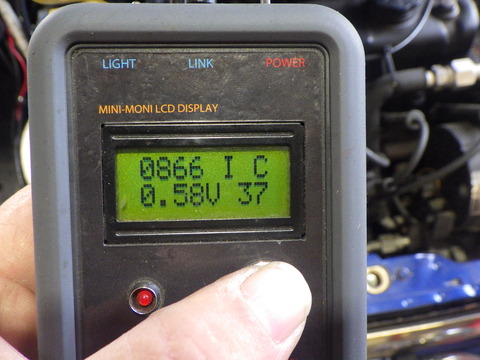 LIGHT LINK POWER
MINI-MONI LCD DISPLAY
0866 I C
0.58V 37